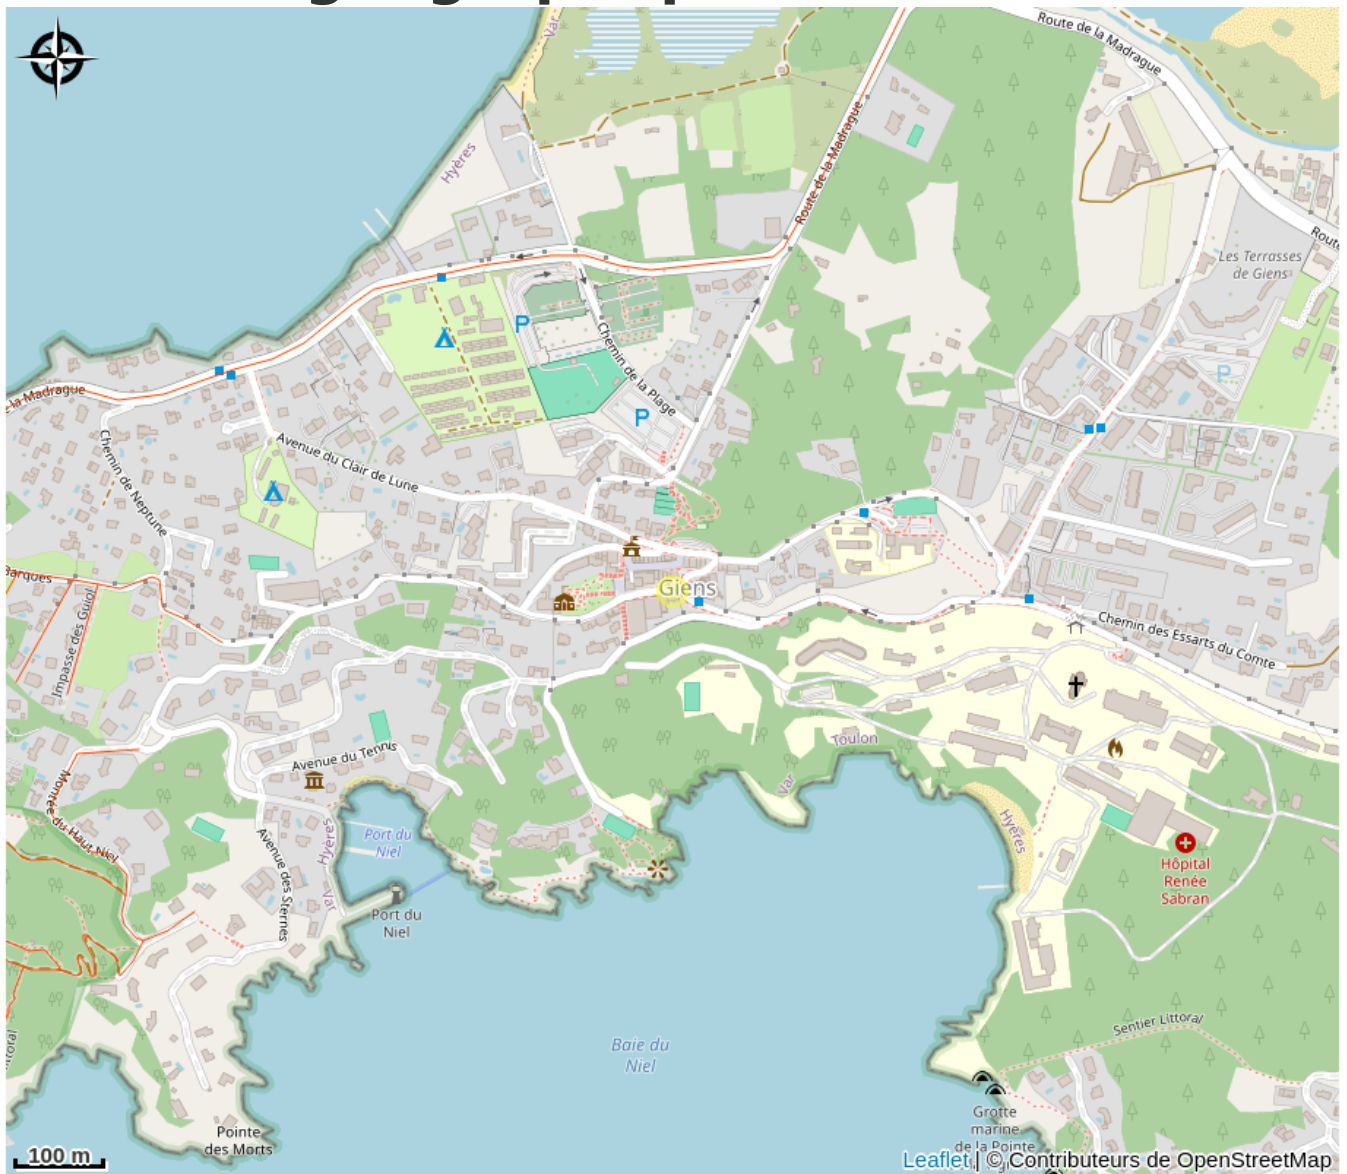 Var
Route de la Madrague
Hyères
Route de la Madrague
Route
Les Terrasses
de Giens
P
Chemin de la Plage
P
P
la Madrague
Avenue du Clair de Lune
Chemin de Neptune
Giens
Barques
Impasse des Guiol
Chemin des Essarts du Comte
Toulon
Avenue du Tennis
Var
Montée du Haut Niel
Hyères
Port du
Niel
Hyères
Avenue des Sternes
Var
Hôpital
Renée
Sabran
Port du
Niel
Sentier Littoral
Baie du
Niel
Grotte
marine
de la Pointe
Pointe
des Morts
100 m
Leaflet | © Contributeurs de OpenStreetMap